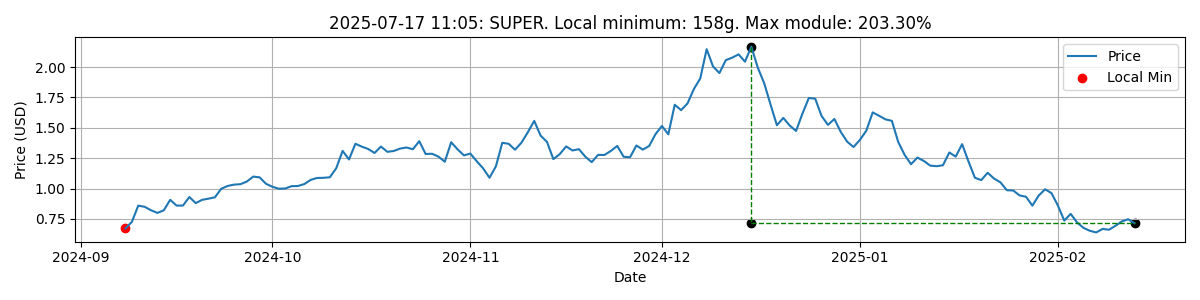 2025-07-17 11:05: SUPER. Local minimum: 158g. Max module: 203.30%
Price (USD)
2.00
1.75
1.50
1.25
1.00
0.75
Price
Local Min
2024-09
2024-10
2024-11
2024-12
2025-01
2025-02
Date